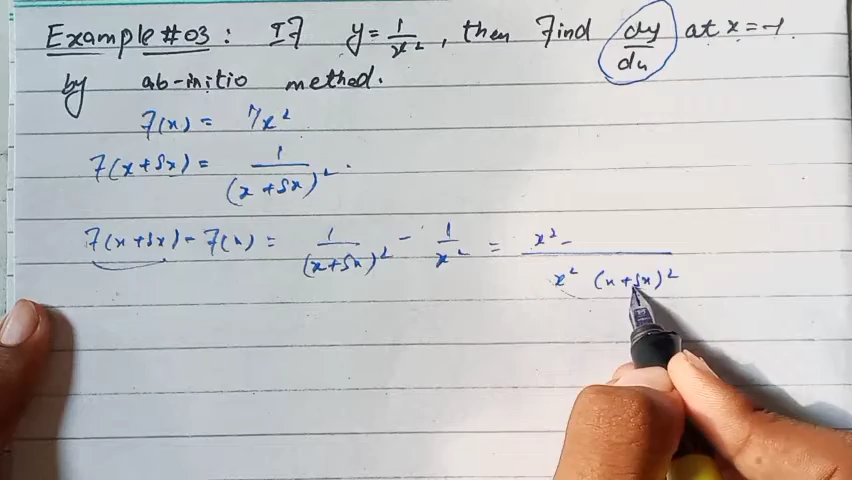 Example #03 : If y = 1/x², then Find dy/dx at x = -1.
by ab-initio method.
f(x) = 1/x²
f(x+δx) = 1/(x+δx)² .
f(x+δx) - f(x) = 1/(x+δx)² - 1/x² = x² - / x² (x+δx)²